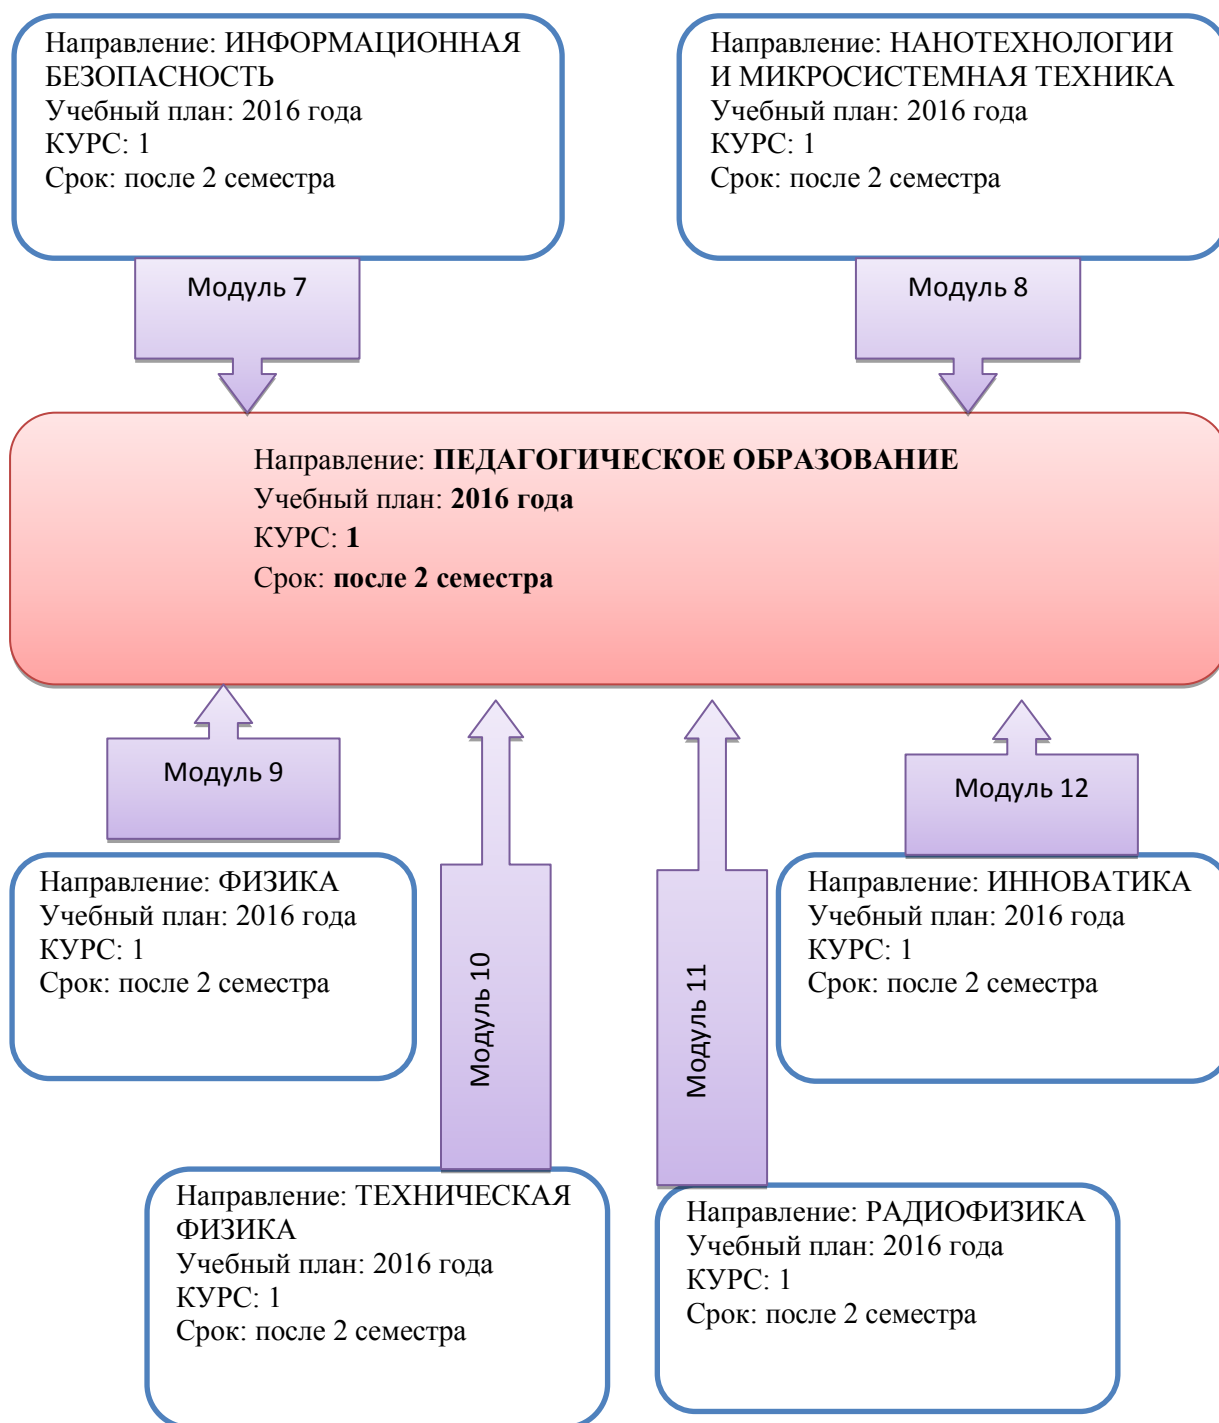 Направление: ИНФОРМАЦИОННАЯ
БЕЗОПАСНОСТЬ
Учебный план: 2016 года
КУРС: 1
Срок: после 2 семестра
Направление: НАНОТЕХНОЛОГИИ
И МИКРОСИСТЕМНАЯ ТЕХНИКА
Учебный план: 2016 года
КУРС: 1
Срок: после 2 семестра
Модуль 7
Модуль 8
Направление: ПЕДАГОГИЧЕСКОЕ ОБРАЗОВАНИЕ
Учебный план: 2016 года
КУРС: 1
Срок: после 2 семестра
Модуль 9
Модуль 10
Модуль 11
Модуль 12
Направление: ФИЗИКА
Учебный план: 2016 года
КУРС: 1
Срок: после 2 семестра
Направление: ИННОВАТИКА
Учебный план: 2016 года
КУРС: 1
Срок: после 2 семестра
Направление: ТЕХНИЧЕСКАЯ
ФИЗИКА
Учебный план: 2016 года
КУРС: 1
Срок: после 2 семестра
Направление: РАДИОФИЗИКА
Учебный план: 2016 года
КУРС: 1
Срок: после 2 семестра